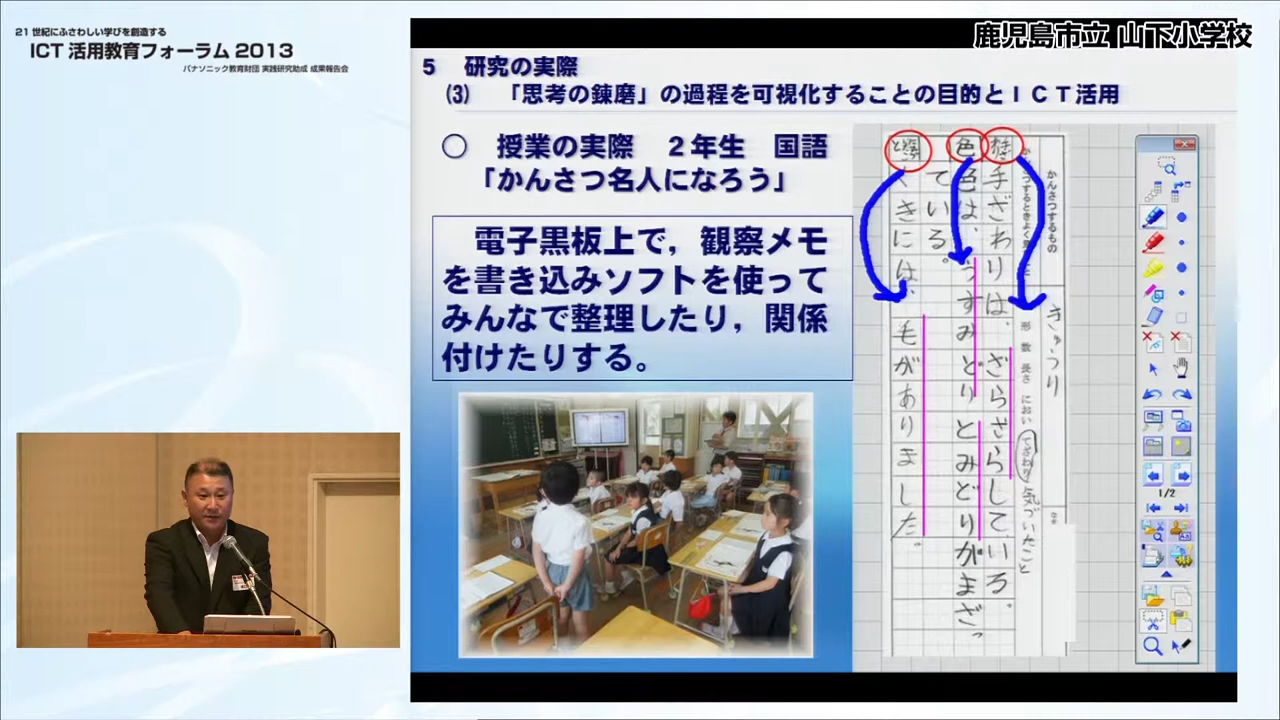 21世紀にふさわしい学びを創造する
ICT 活用教育フォーラム 2013
パナソニック教育財団 実践研究助成 成果報告会
鹿児島市立 山下小学校
5 研究の実際
(3) 「思考の錬磨」の過程を可視化することの目的とＩＣＴ活用
○ 授業の実際 ２年生 国語
「かんさつ名人になろう」
電子黒板上で，観察メモ
を書き込みソフトを使って
みんなで整理したり，関係
付けたりする。
かんさつするもの
きゅうり
形 数 長さ におい てざわり 気づいたこと
手ざわりは、ざらざらしている。
色
色は、うすみどりとみどりがまざっ
ている。
くきには、毛がありました。
1/2